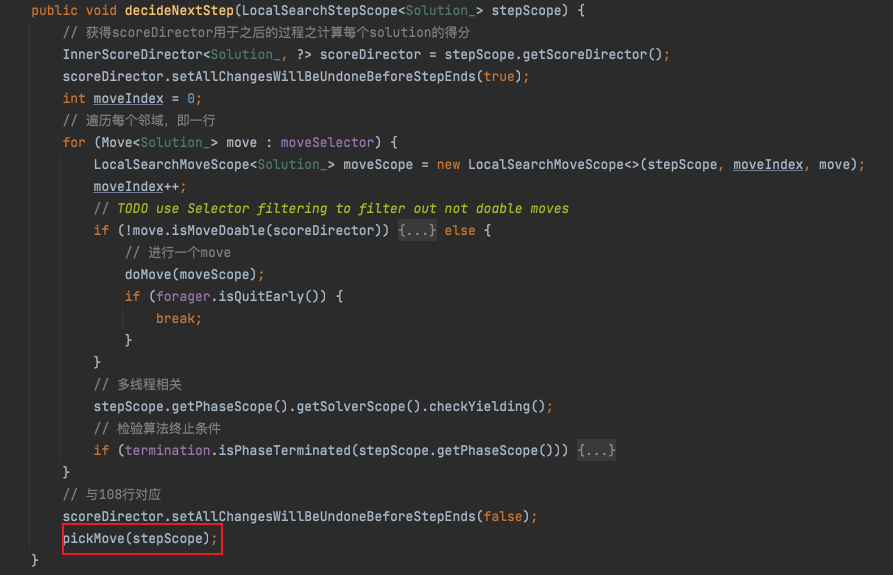 public void decideNextStep(LocalSearchStepScope<Solution_> stepScope) {
// 获得scoreDirector用于之后的过程之计算每个solution的得分
InnerScoreDirector<Solution_, ?> scoreDirector = stepScope.getScoreDirector();
scoreDirector.setAllChangesWillBeUndoneBeforeStepEnds(true);
int moveIndex = 0;
// 遍历每个邻域，即一行
for (Move<Solution_> move : moveSelector) {
LocalSearchMoveScope<Solution_> moveScope = new LocalSearchMoveScope<>(stepScope, moveIndex, move);
moveIndex++;
// TODO use Selector filtering to filter out not doable moves
if (!move.isMoveDoable(scoreDirector)) {...} else {
// 进行一个move
doMove(moveScope);
if (forager.isQuitEarly()) {
break;
}
}
// 多线程相关
stepScope.getPhaseScope().getSolverScope().checkYielding();
// 检验算法终止条件
if (termination.isPhaseTerminated(stepScope.getPhaseScope())) {...}
}
// 与108行对应
scoreDirector.setAllChangesWillBeUndoneBeforeStepEnds(false);
pickMove(stepScope);
}